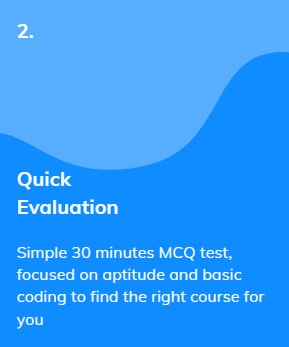 2.
Quick
Evaluation
Simple 30 minutes MCQ test,
focused on aptitude and basic
coding to find the right course for
you